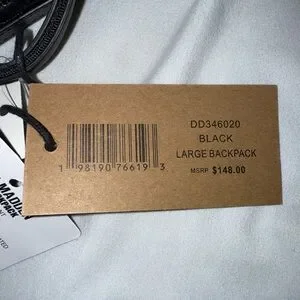 DD346020
BLACK
LARGE BACKPACK
MSRP $148.00
1 98190 76619 3